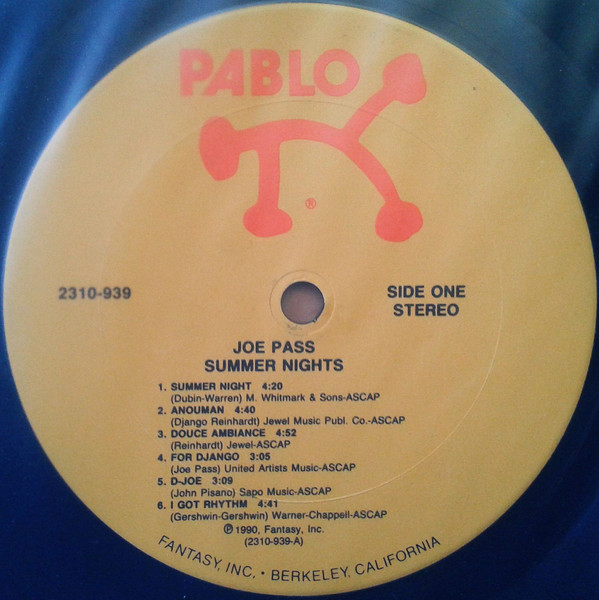 PABLO
®
2310-939
SIDE ONE
STEREO
JOE PASS
SUMMER NIGHTS
1. SUMMER NIGHT 4:20
(Dubin-Warren) M. Whitmark & Sons-ASCAP
2. ANOUMAN 4:40
(Django Reinhardt) Jewel Music Publ. Co.-ASCAP
3. DOUCE AMBIANCE 4:52
(Reinhardt) Jewel-ASCAP
4. FOR DJANGO 3:05
(Joe Pass) United Artists Music-ASCAP
5. D-JOE 3:09
(John Pisano) Sapo Music-ASCAP
6. I GOT RHYTHM 4:41
(Gershwin-Gershwin) Warner-Chappell-ASCAP
℗ 1990, Fantasy, Inc.
(2310-939-A)
FANTASY, INC. • BERKELEY, CALIFORNIA